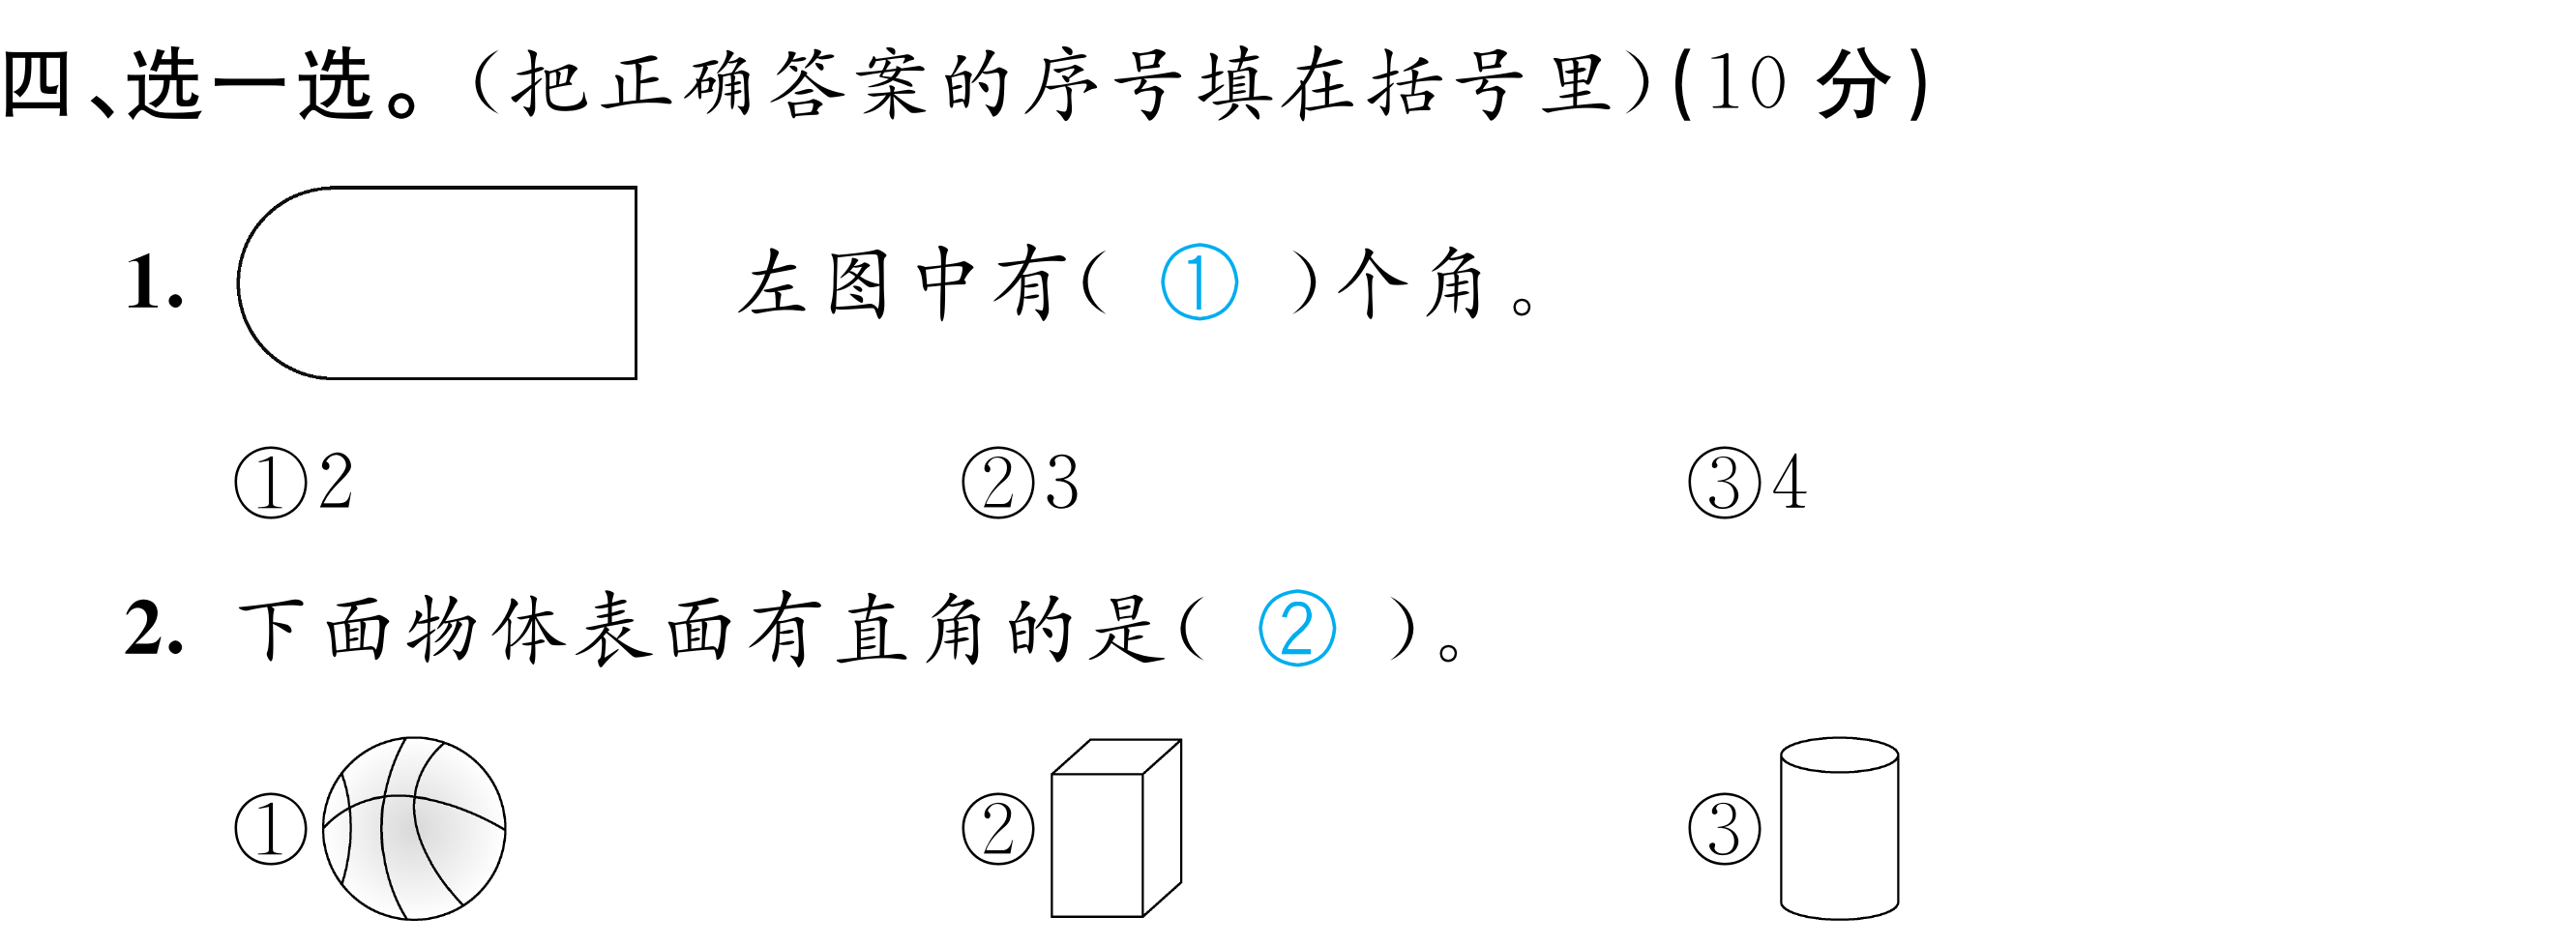 四、选一选。（把正确答案的序号填在括号里）(10 分)
1. 左图中有( ① )个角。
①2 ②3 ③4
2. 下面物体表面有直角的是( ② )。
① ② ③